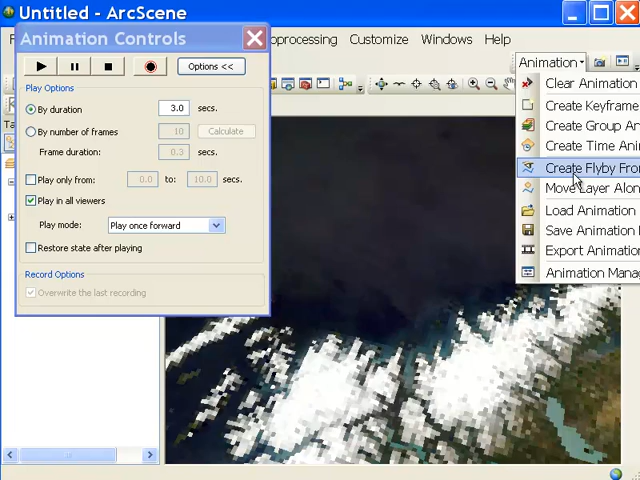 Untitled - ArcScene
Animation Controls
oprocessing Customize Windows Help
Options <<
Animation
Play Options
By duration 3.0 secs.
By number of frames 10 Calculate
Frame duration: 0.3 secs.
Play only from: 0.0 to: 10.0 secs.
Play in all viewers
Play mode: Play once forward
Restore state after playing
Record Options
Overwrite the last recording
Clear Animation
Create Keyframe
Create Group An
Create Time Ani
Create Flyby Fro
Move Layer Alon
Load Animation
Save Animation
Export Animatio
Animation Mana